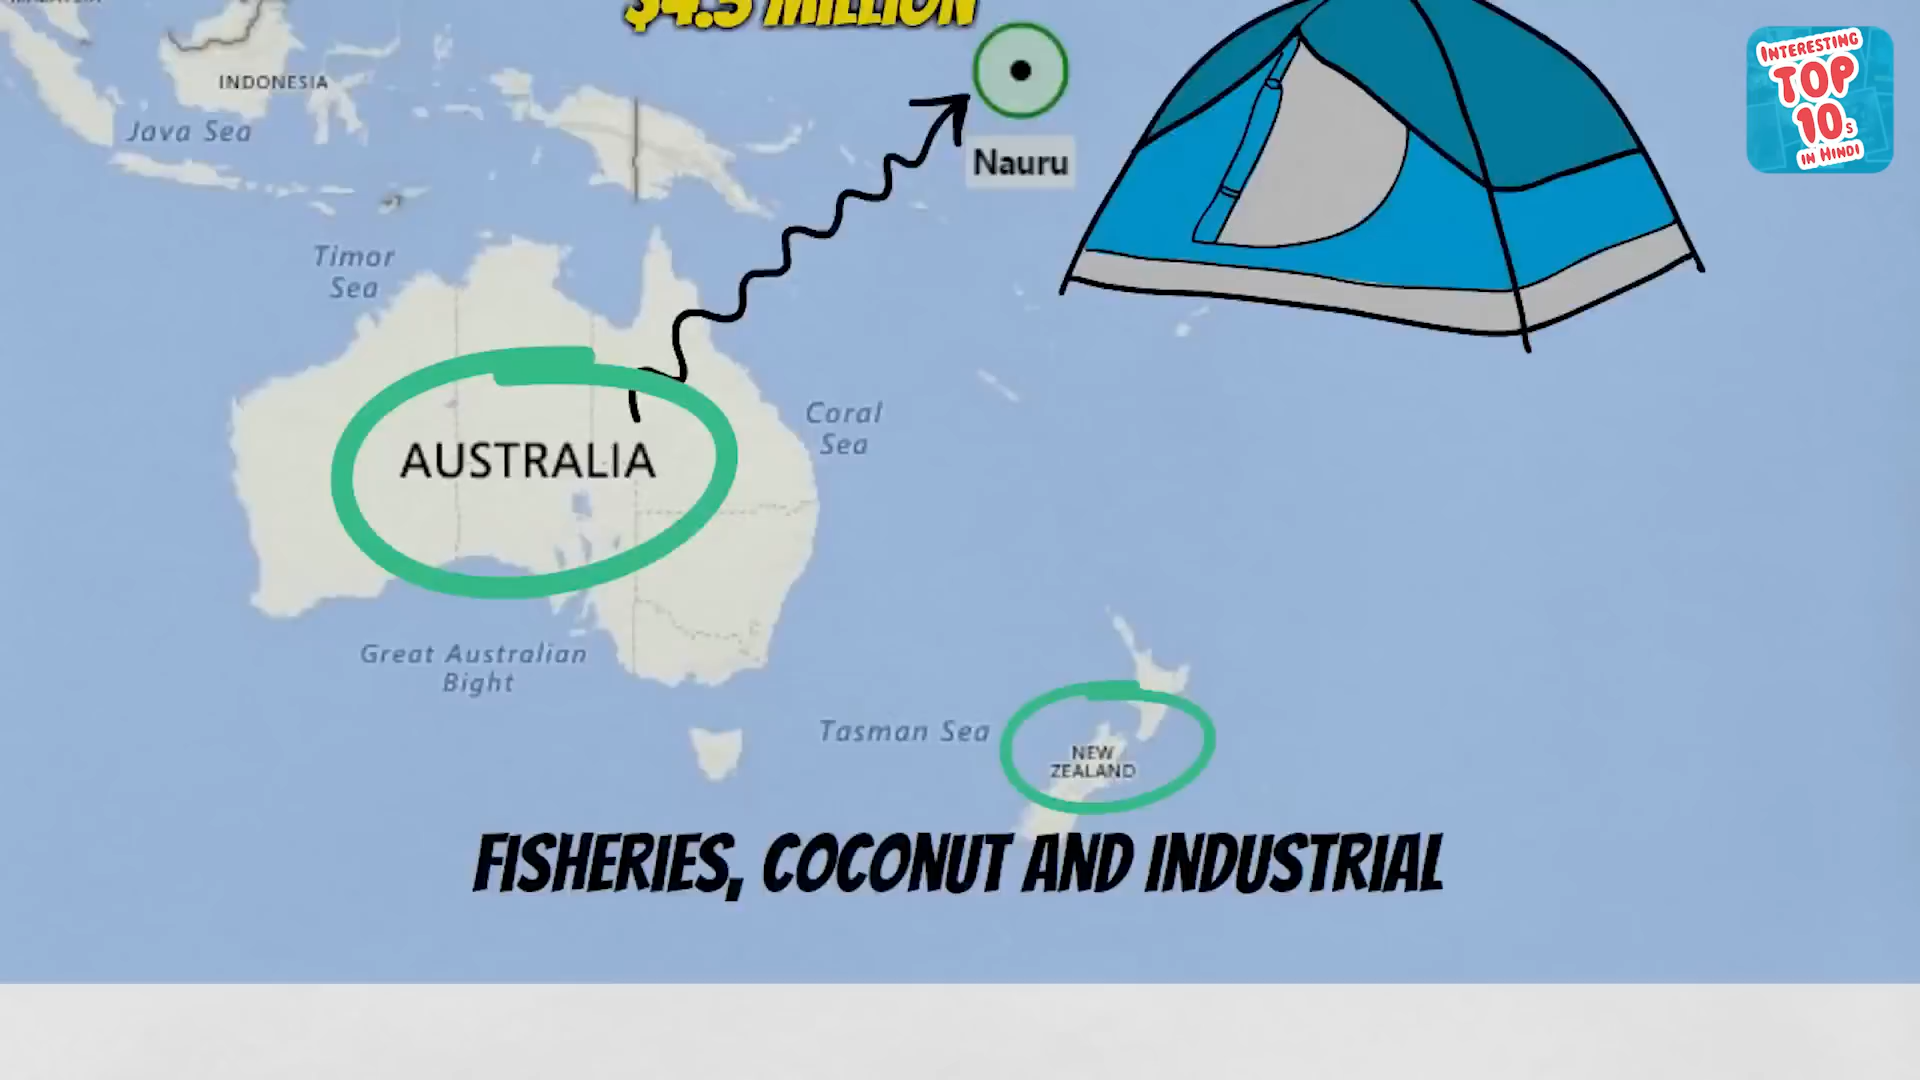 $4.3 MILLION
INTERESTING
TOP
10s
IN HINDI
INDONESIA
Java Sea
Nauru
Timor
Sea
Coral
Sea
AUSTRALIA
Great Australian
Bight
Tasman Sea
NEW
ZEALAND
FISHERIES, COCONUT AND INDUSTRIAL